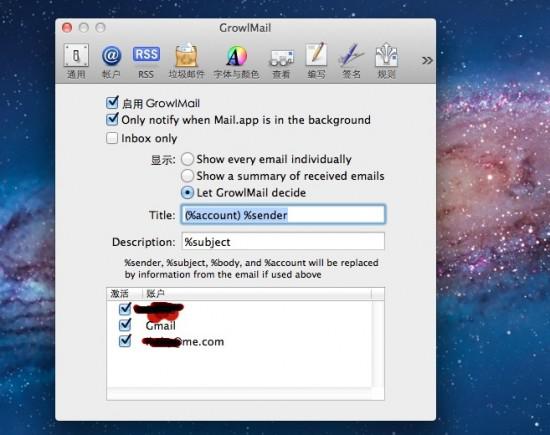 GrowlMail
通用 帐户 RSS 垃圾邮件 字体与颜色 查看 编写 签名 规则 »
RSS
启用 GrowlMail
Only notify when Mail.app is in the background
Inbox only
显示: Show every email individually
Show a summary of received emails
Let GrowlMail decide
Title: (%account) %sender
Description: %subject
%sender, %subject, %body, and %account will be replaced
by information from the email if used above
激活 账户
Gmail
@me.com